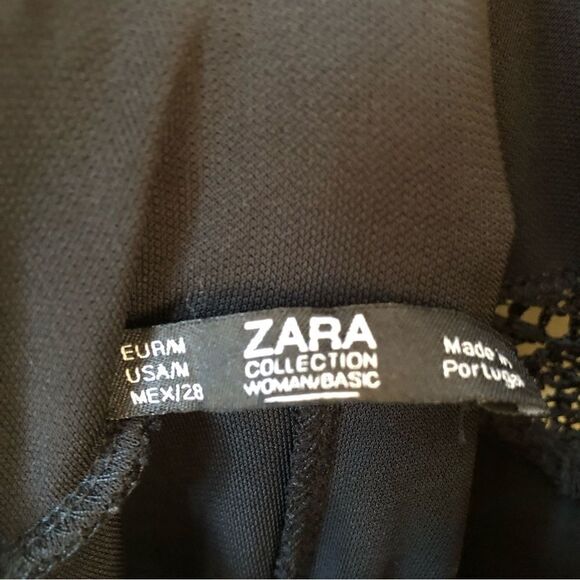 EUR/M
USA/M
MEX/28
ZARA
COLLECTION
WOMAN/BASIC
Made in
Portugal